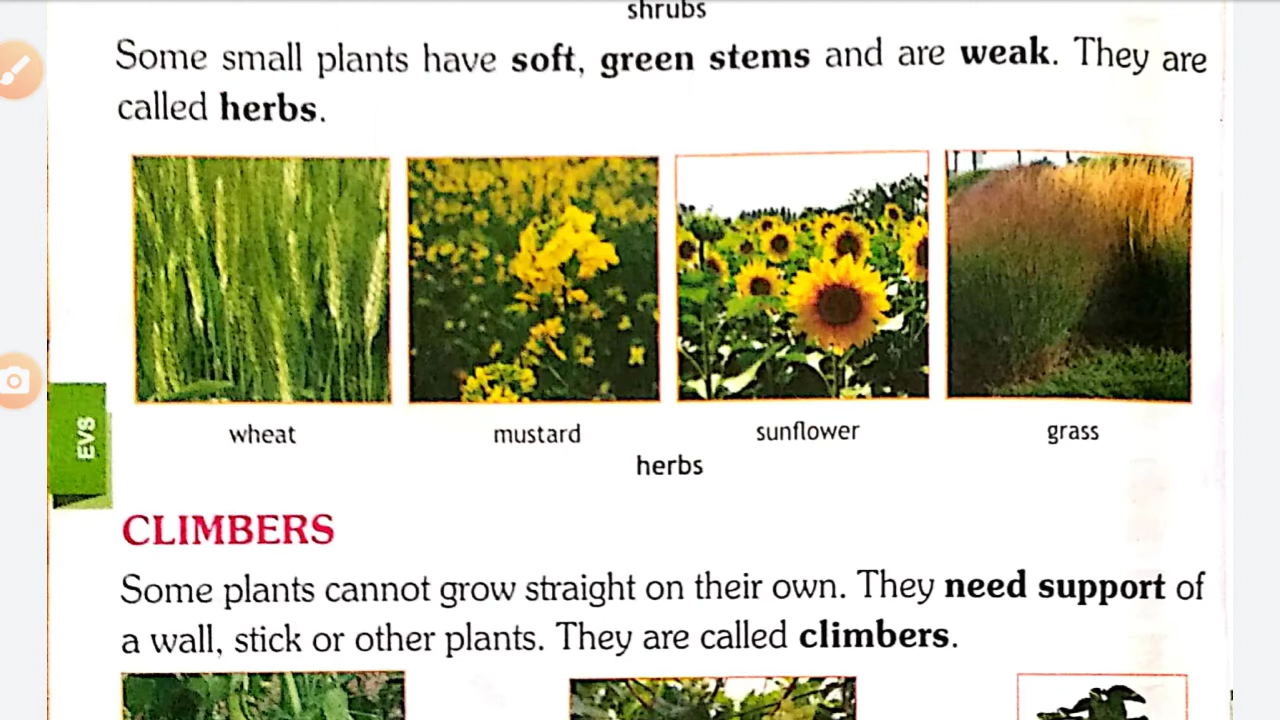 shrubs
Some small plants have soft, green stems and are weak. They are
called herbs.
wheat mustard sunflower grass
herbs
EVS
CLIMBERS
Some plants cannot grow straight on their own. They need support of
a wall, stick or other plants. They are called climbers.